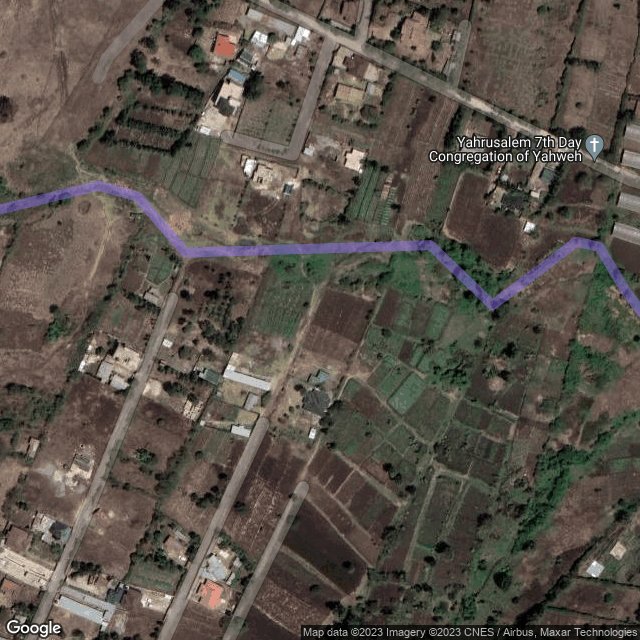 Yahrusalem 7th Day
Congregation of Yahweh
Google
Map data ©2023 Imagery ©2023 CNES / Airbus, Maxar Technologies